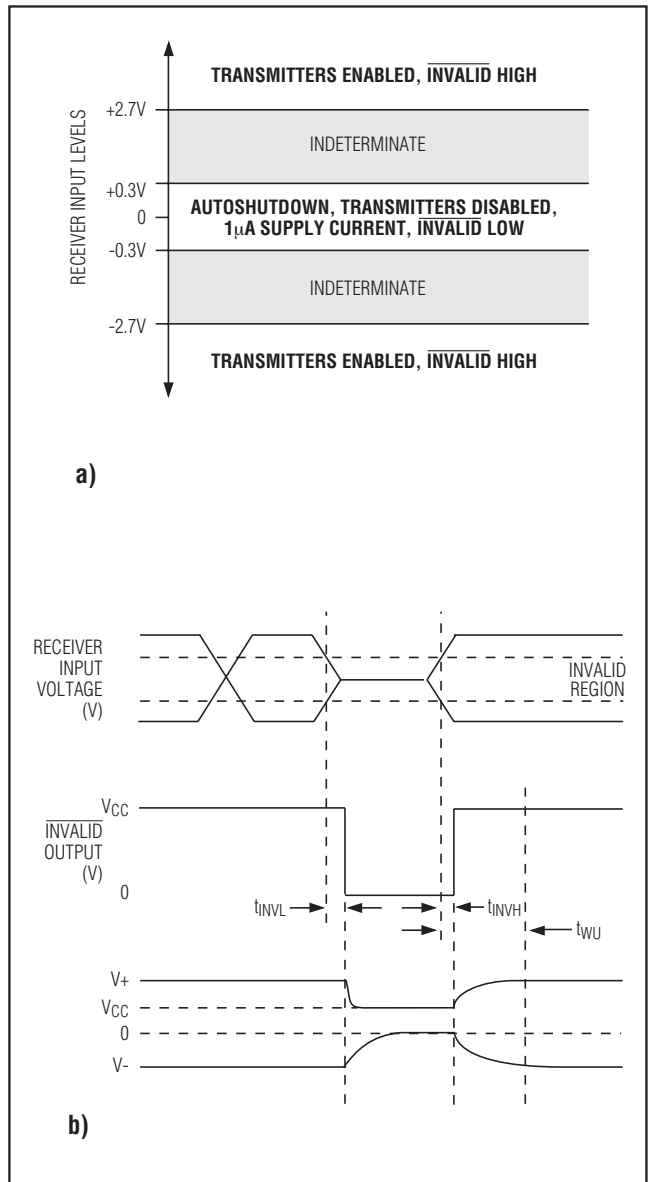 TRANSMITTERS ENABLED, INVALID HIGH
RECEIVER INPUT LEVELS
+2.7V
INDETERMINATE
+0.3V
AUTOSHUTDOWN, TRANSMITTERS DISABLED,
0
1μA SUPPLY CURRENT, INVALID LOW
-0.3V
INDETERMINATE
-2.7V
TRANSMITTERS ENABLED, INVALID HIGH
a)
RECEIVER
INPUT
VOLTAGE
(V)
INVALID
REGION
VCC
INVALID
OUTPUT
(V)
0
tINVL
tINVH
tWU
V+
VCC
0
V-
b)